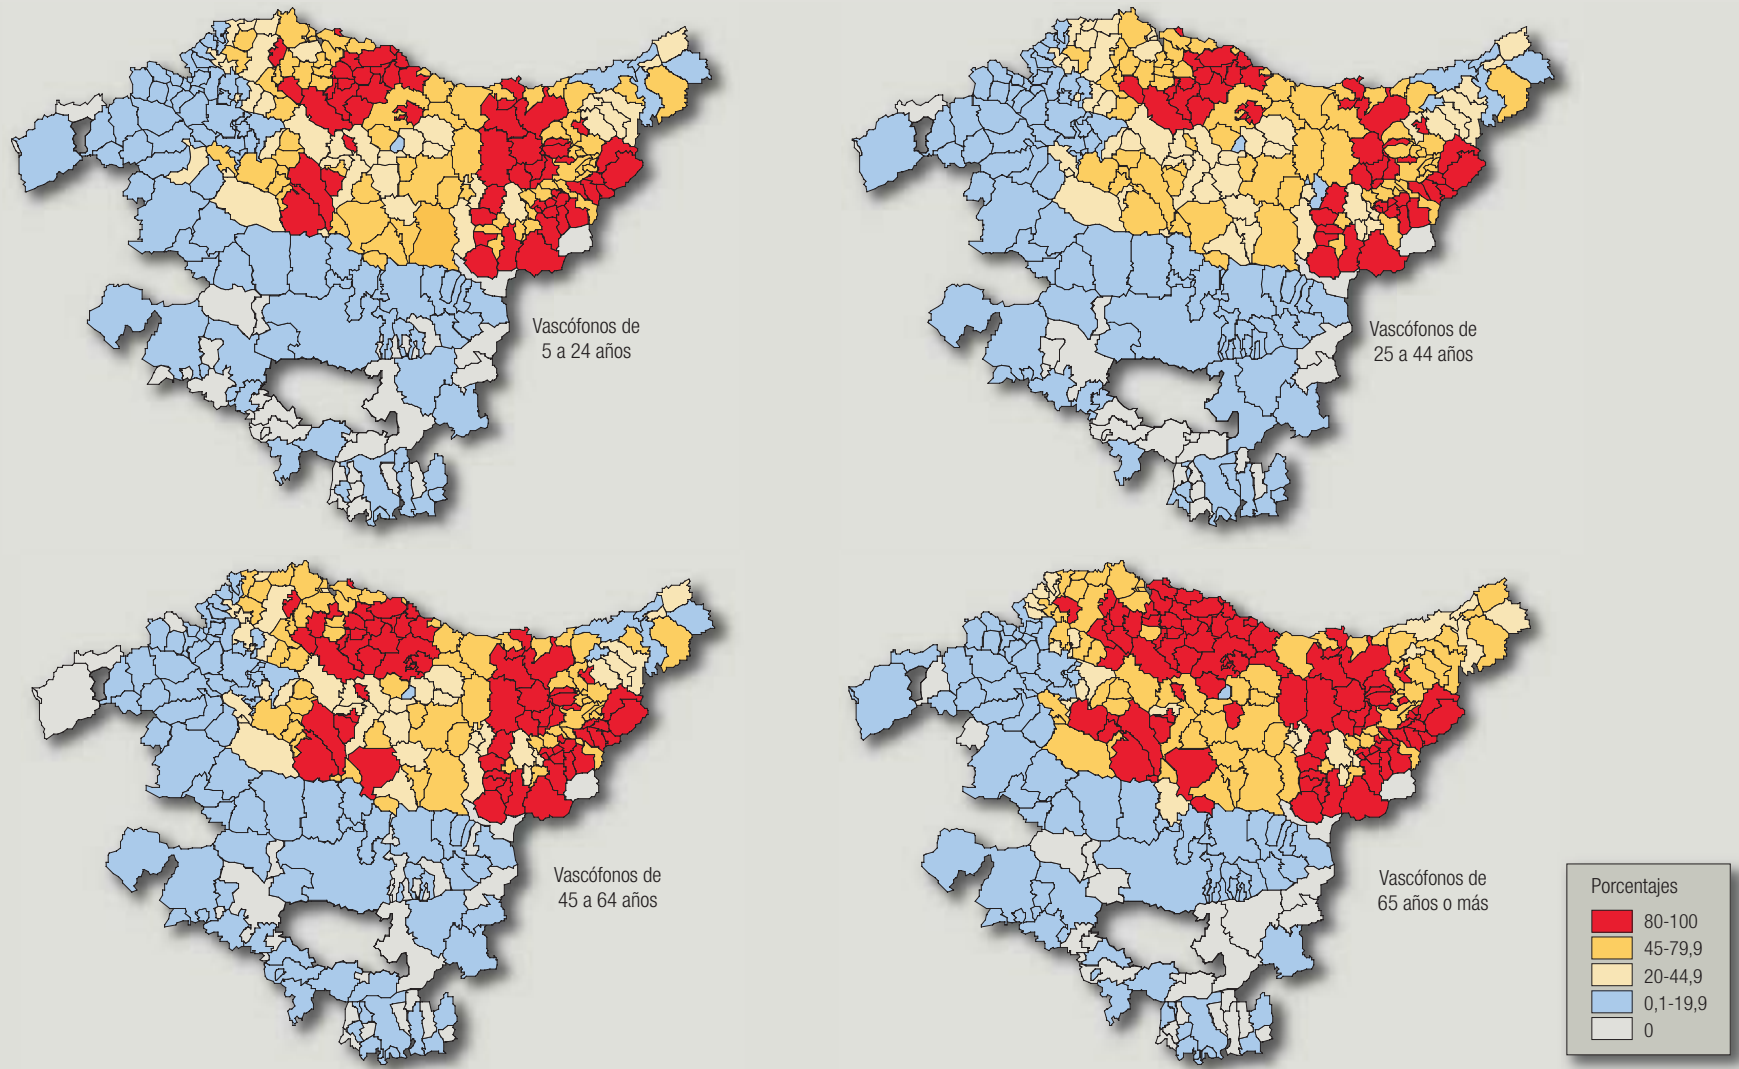 Vascófonos de
5 a 24 años
Vascófonos de
25 a 44 años
Vascófonos de
45 a 64 años
Vascófonos de
65 años o más
Porcentajes
80-100
45-79,9
20-44,9
0,1-19,9
0